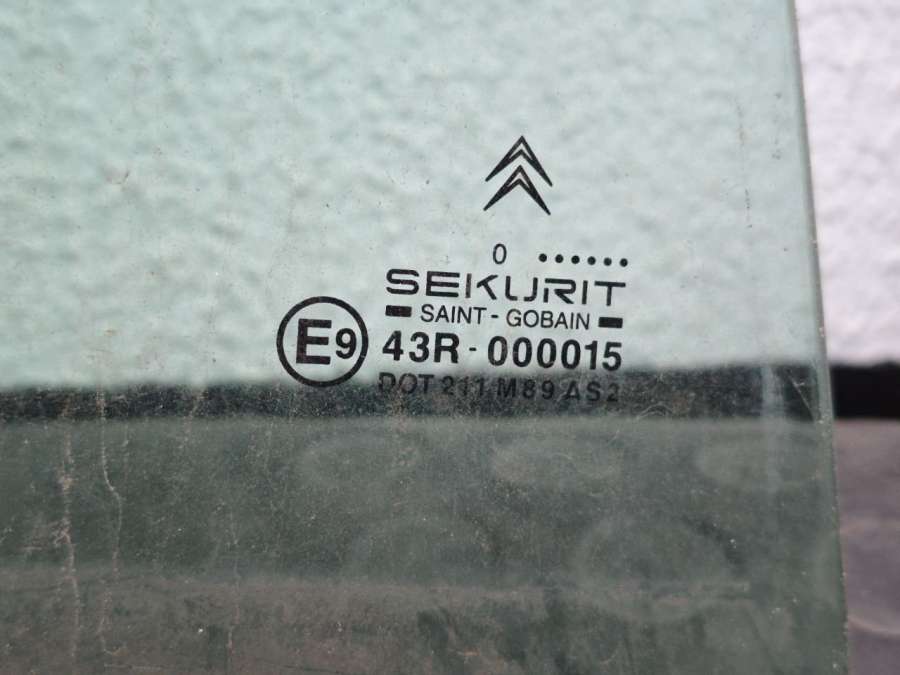 0 ......
SEKURIT
SAINT - GOBAIN
E9 43R - 000015
DOT 211 M89 AS2